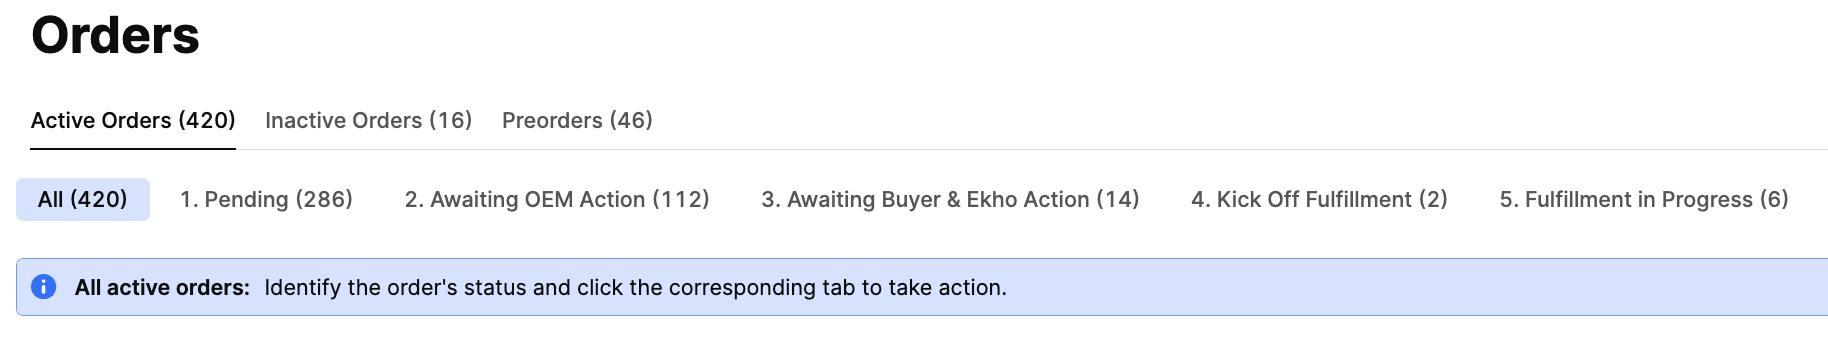 Orders
Active Orders (420) Inactive Orders (16) Preorders (46)
All (420) 1. Pending (286) 2. Awaiting OEM Action (112) 3. Awaiting Buyer & Ekho Action (14) 4. Kick Off Fulfillment (2) 5. Fulfillment in Progress (6)
All active orders: Identify the order's status and click the corresponding tab to take action.